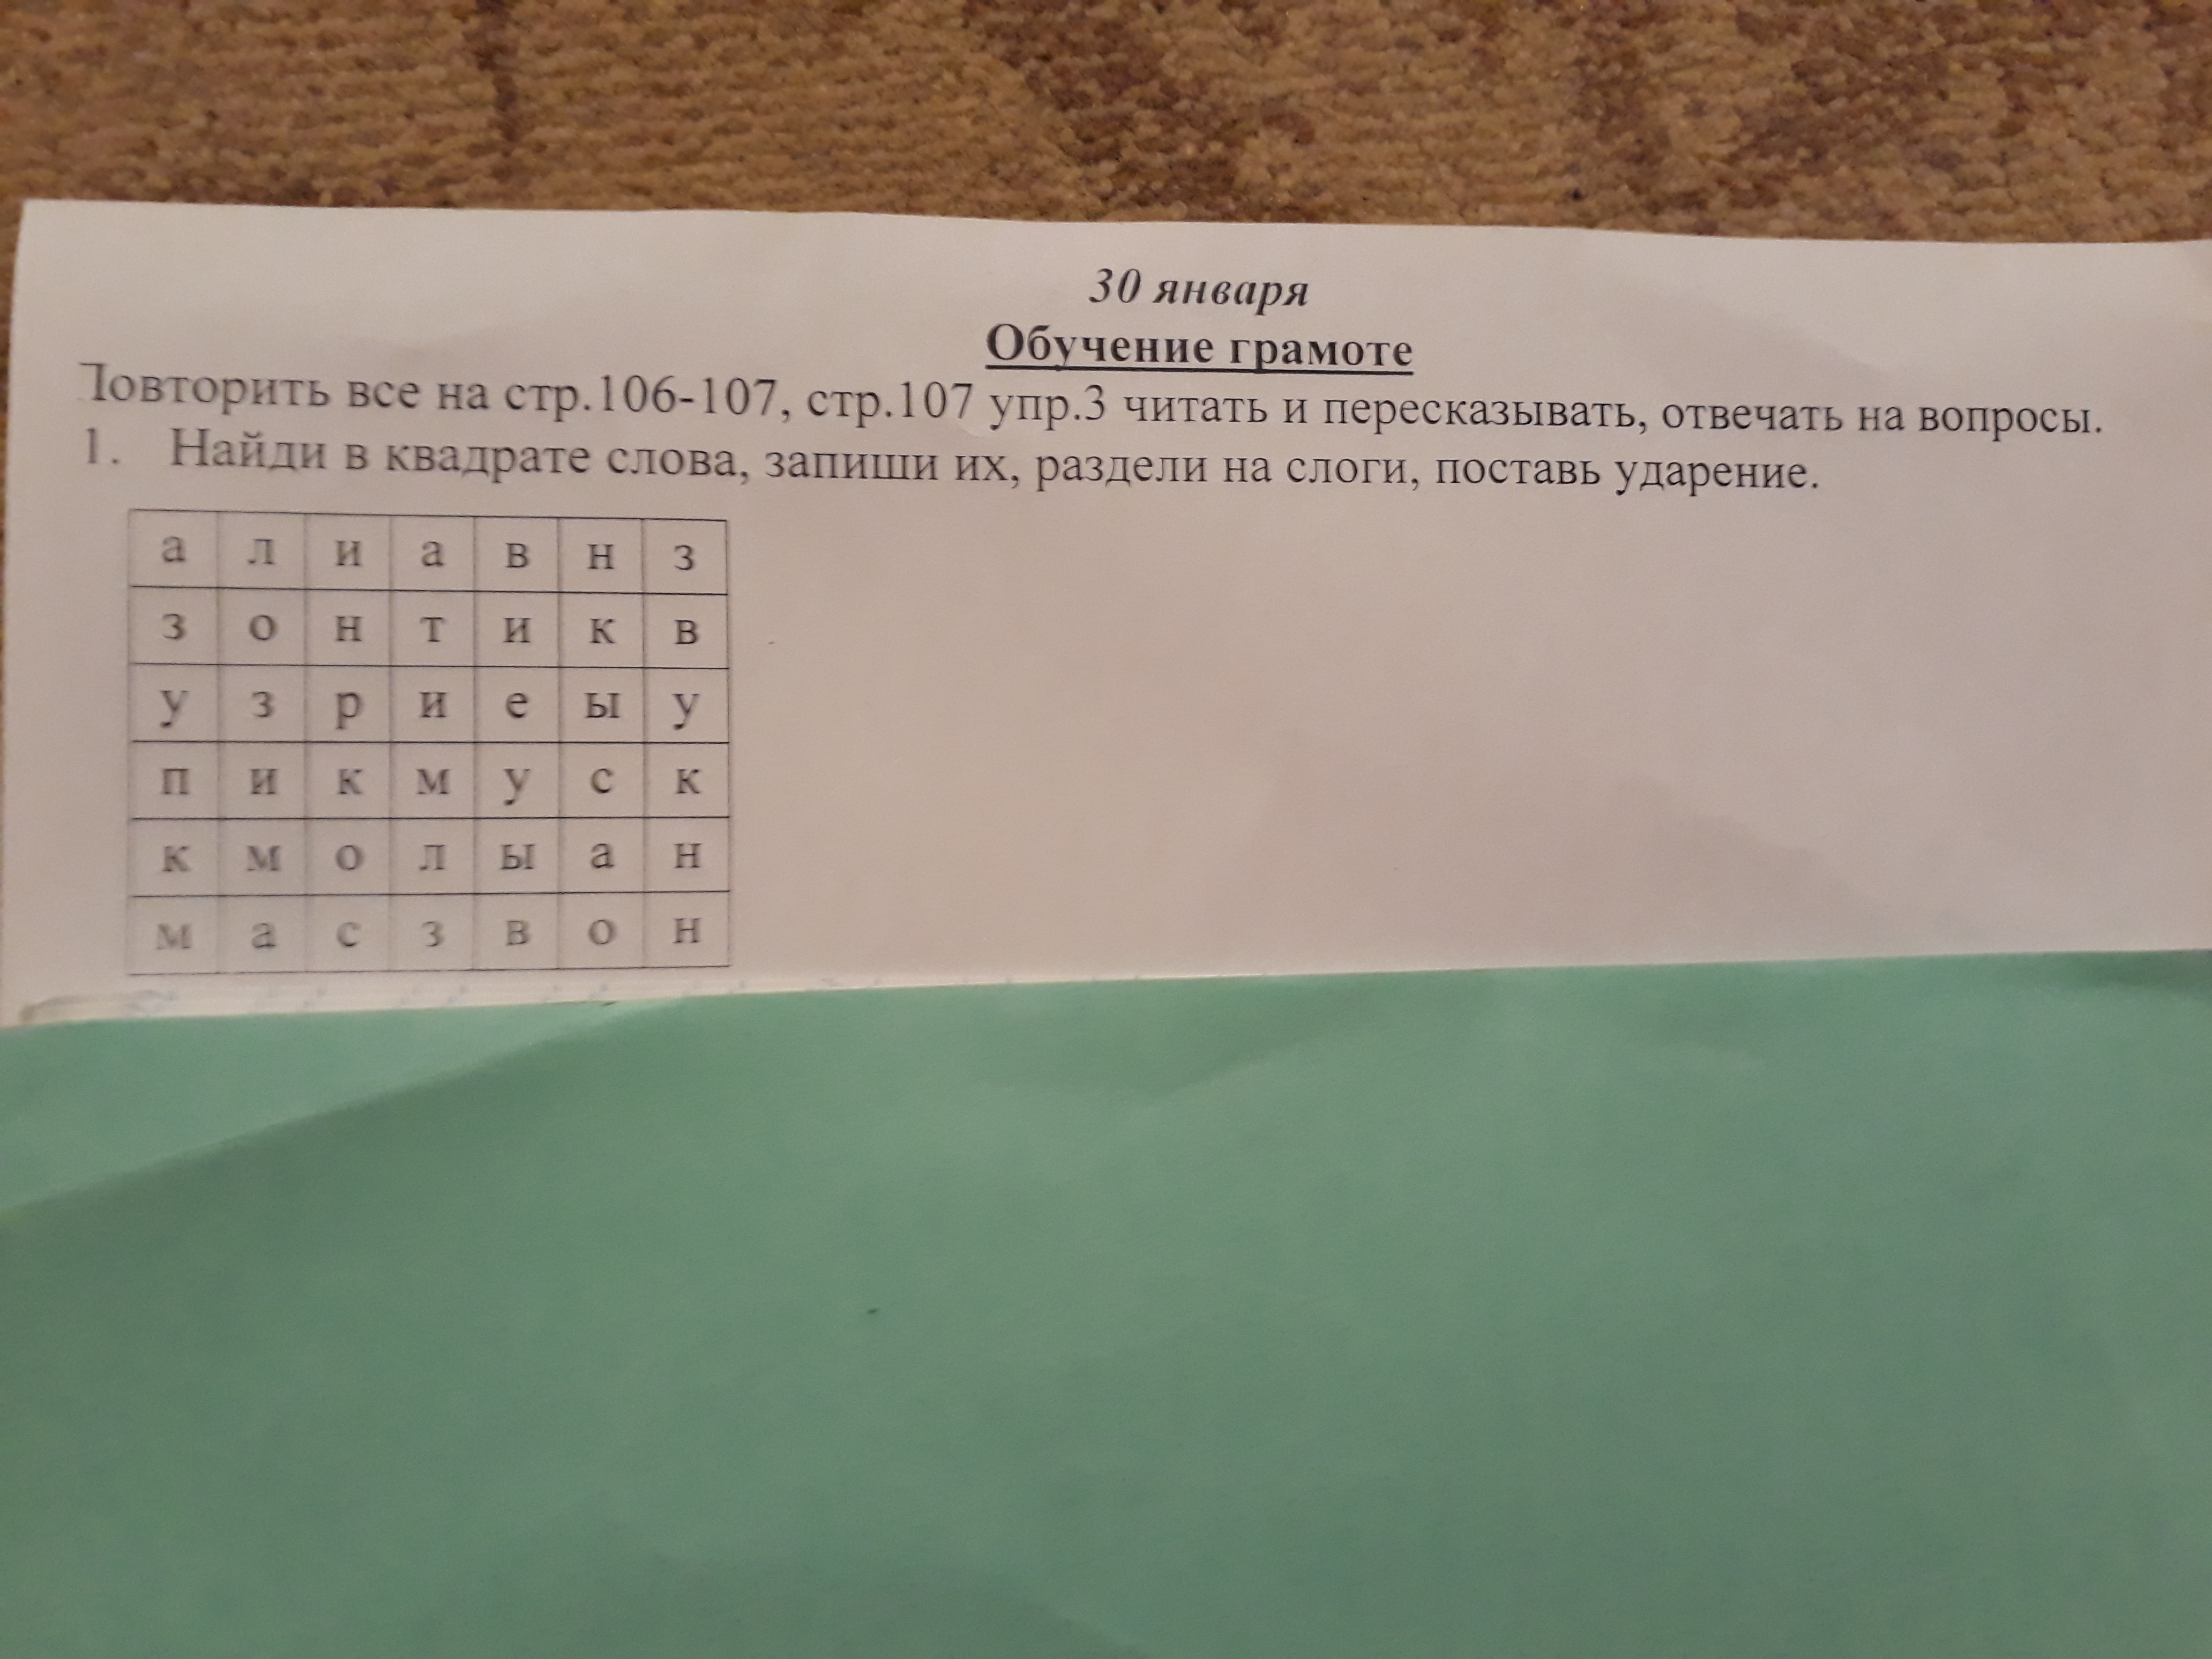 30 января
Обучение грамоте
Повторить все на стр.106-107, стр.107 упр.3 читать и пересказывать, отвечать на вопросы.
1. Найди в квадрате слова, запиши их, раздели на слоги, поставь ударение.
а л и а в н з
з о н т и к в
у з р и е ы у
п и к м у с к
к м о л ы а н
м а с з в о н